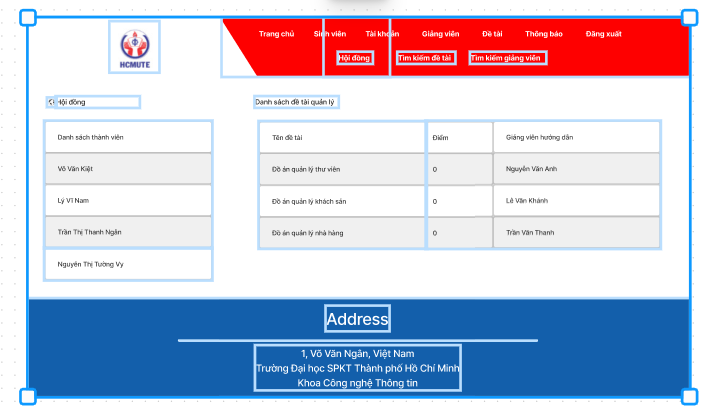 HCMUTE
Trang chủ Sinh viên Tài khoản Giảng viên Đề tài Thông báo Đăng xuất
Hội đồng Tìm kiếm đề tài Tìm kiếm giảng viên
Hội đồng
Danh sách đề tài quản lý
Danh sách thành viên
Võ Văn Kiệt
Lý Vĩ Nam
Trần Thị Thanh Ngân
Nguyễn Thị Tường Vy
Tên đề tài Điểm Giảng viên hướng dẫn
Đồ án quản lý thư viên 0 Nguyễn Vân Anh
Đồ án quản lý khách sản 0 Lê Văn Khánh
Đồ án quản lý nhà hàng 0 Trần Văn Thanh
Address
1, Võ Văn Ngân, Việt Nam
Trường Đại học SPKT Thành phố Hồ Chí Minh
Khoa Công nghệ Thông tin